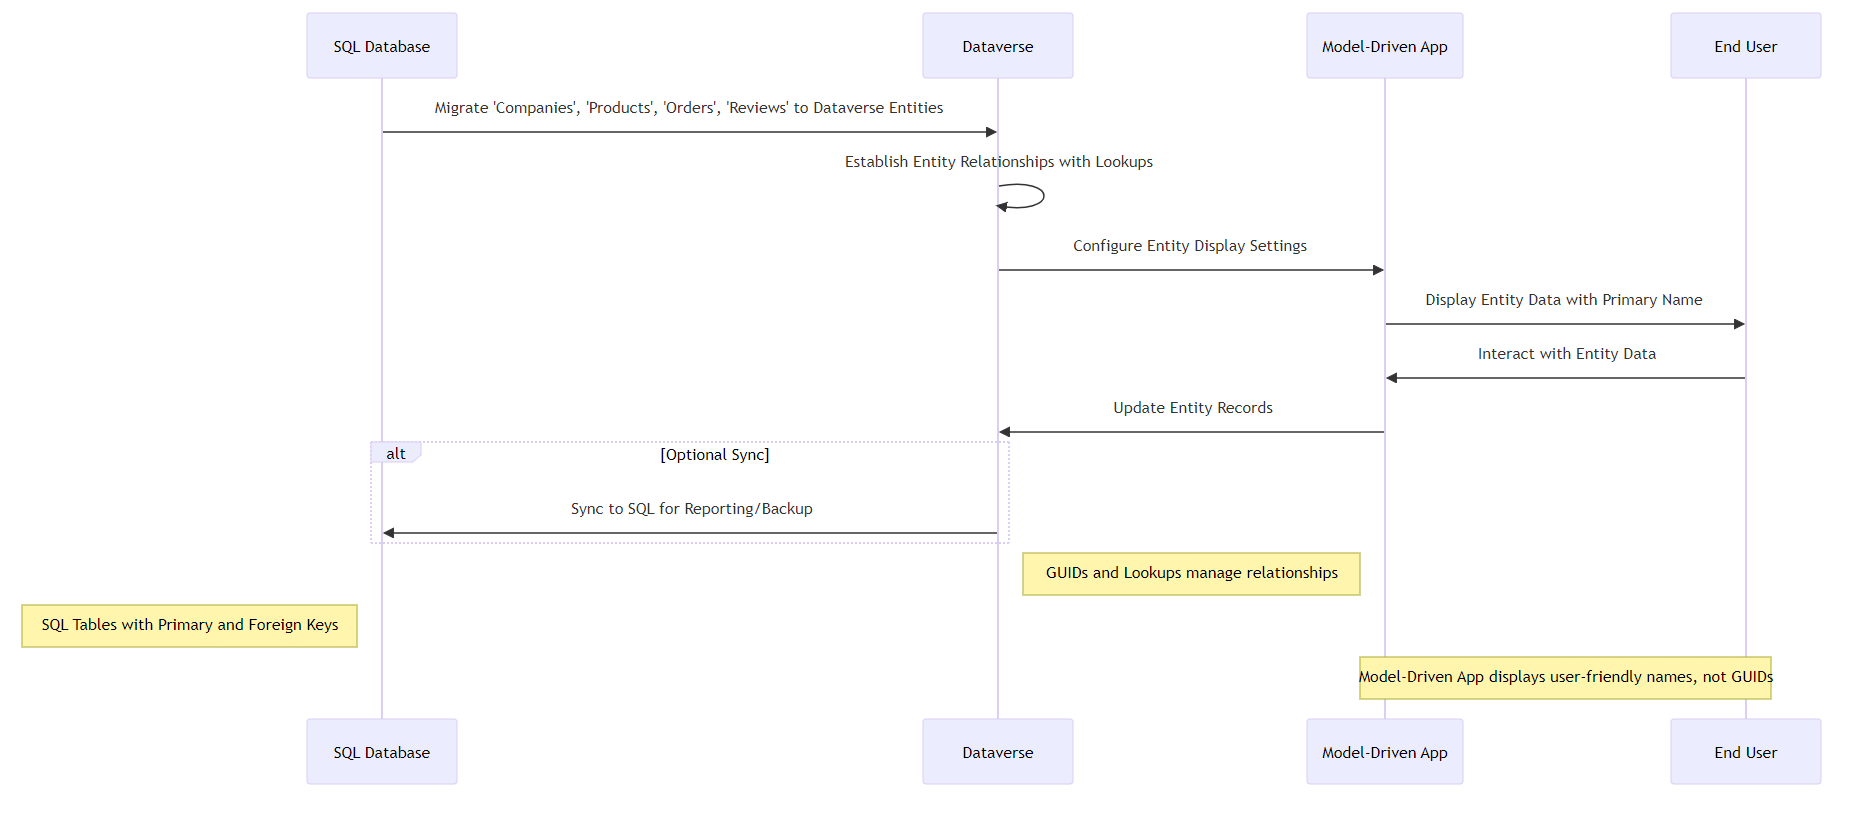 SQL Database
Dataverse
Model-Driven App
End User
Migrate 'Companies', 'Products', 'Orders', 'Reviews' to Dataverse Entities
Establish Entity Relationships with Lookups
Configure Entity Display Settings
Display Entity Data with Primary Name
Interact with Entity Data
Update Entity Records
alt
[Optional Sync]
Sync to SQL for Reporting/Backup
GUIDs and Lookups manage relationships
SQL Tables with Primary and Foreign Keys
Model-Driven App displays user-friendly names, not GUIDs
SQL Database
Dataverse
Model-Driven App
End User